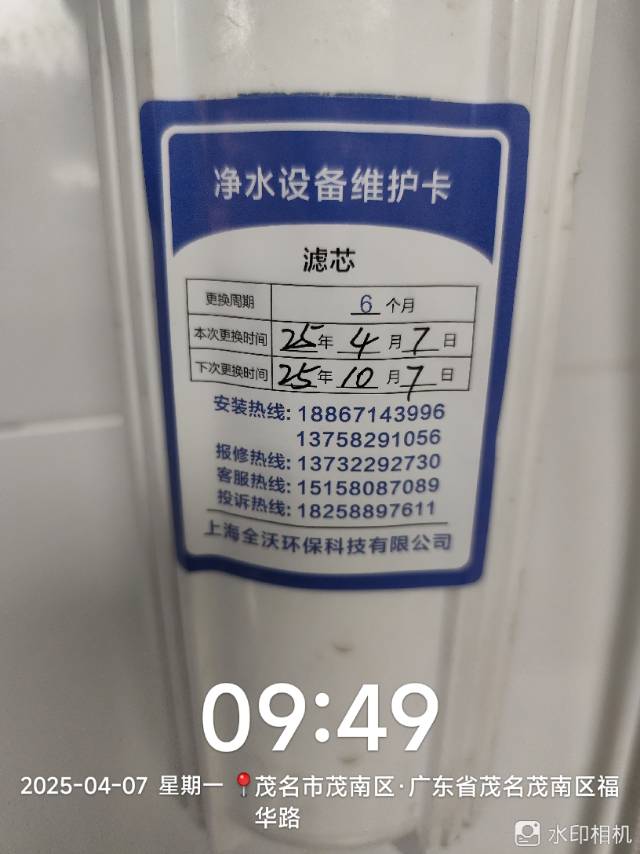 净水设备维护卡
滤芯
更换周期 6 个月
本次更换时间 25年 4 月 7 日
下次更换时间 25年 10 月 7 日
安装热线: 18867143996
13758291056
报修热线: 13732292730
客服热线: 15158087089
投诉热线: 18258897611
上海全沃环保科技有限公司
09:49
2025-04-07 星期一 茂名市茂南区·广东省茂名茂南区福
华路
水印相机